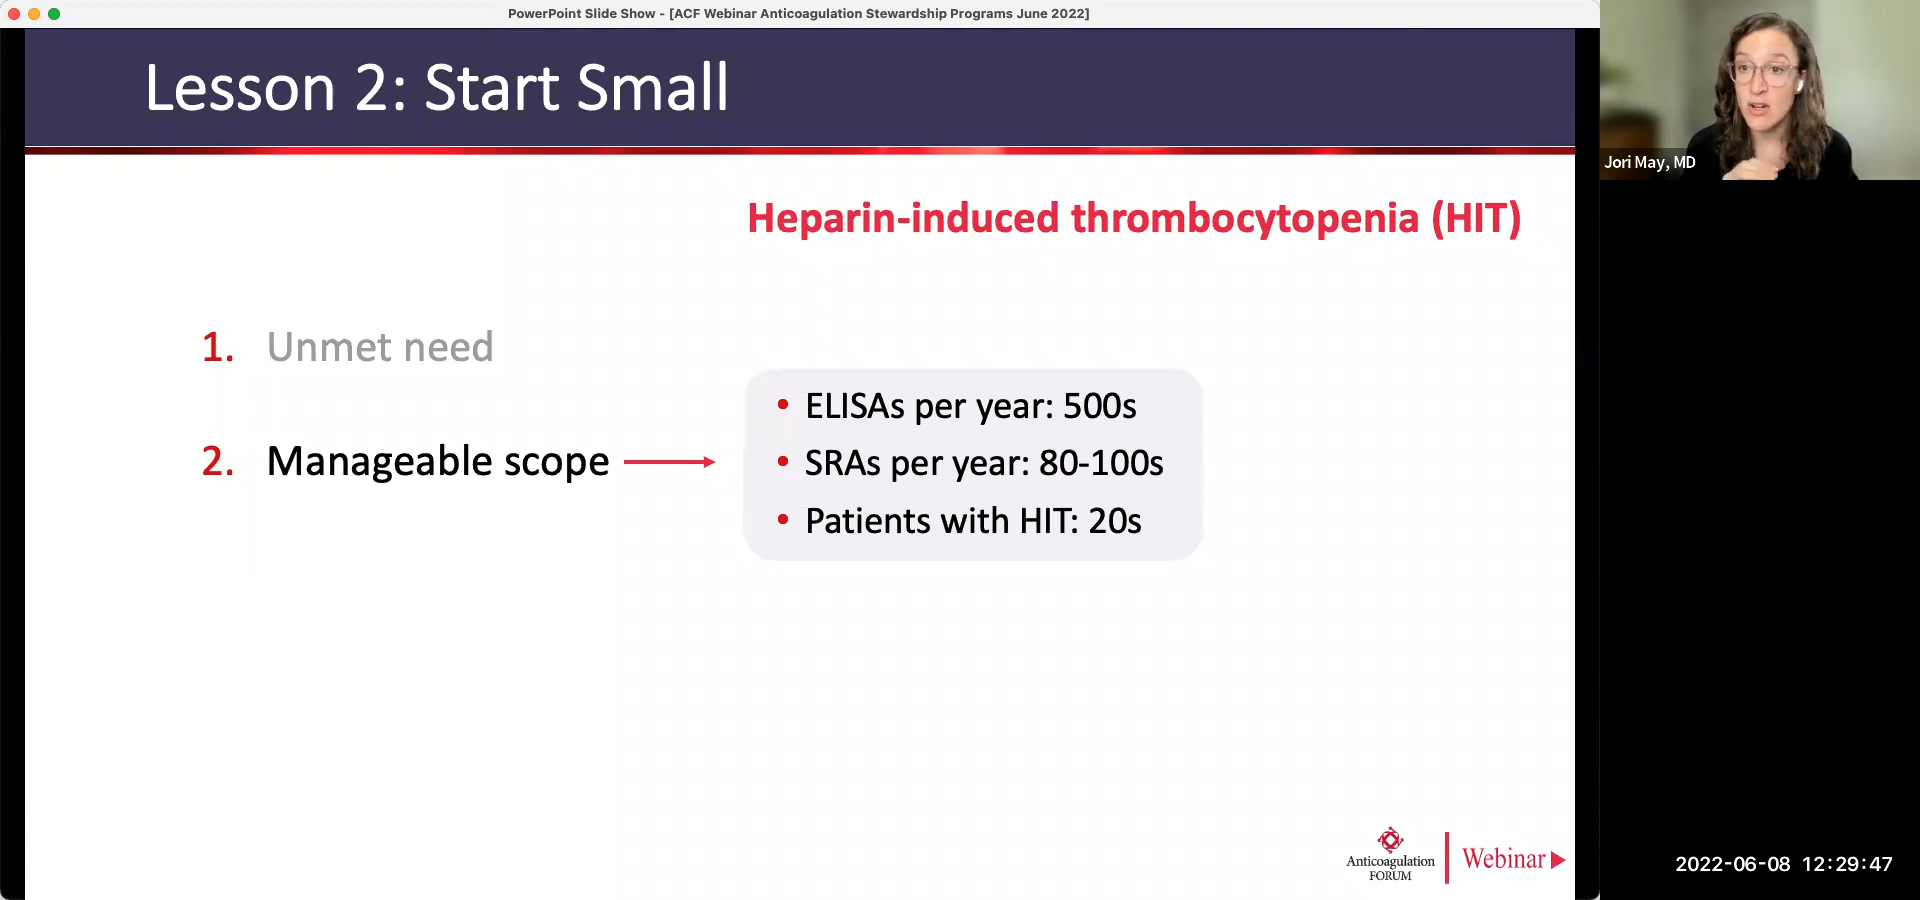 PowerPoint Slide Show - [ACF Webinar Anticoagulation Stewardship Programs June 2022]
Lesson 2: Start Small
Jori May, MD
Heparin-induced thrombocytopenia (HIT)
1. Unmet need
2. Manageable scope
• ELISAs per year: 500s
• SRAs per year: 80-100s
• Patients with HIT: 20s
Anticoagulation
FORUM
Webinar
2022-06-08 12:29:47